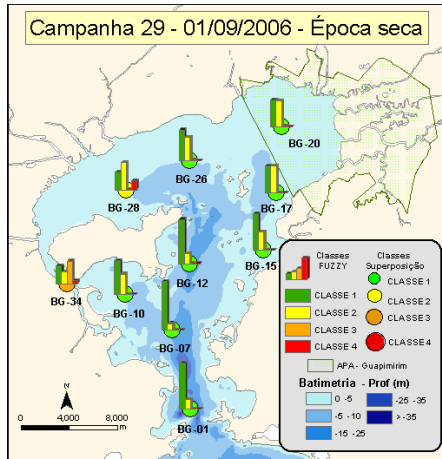 Campanha 29 - 01/09/2006 - Época seca
BG-20
BG-26
BG-28
BG-17
BG-15
BG-12
BG-34
BG-10
BG-07
BG-01
N
0
4,000
8,000
m
Classes
FUZZY
CLASSE 1
CLASSE 2
CLASSE 3
CLASSE 4
Classes
Superposição
CLASSE 1
CLASSE 2
CLASSE 3
CLASSE 4
APA - Guapimirim
Batimetria - Prof (m)
0 -5
-5 -10
-15 -25
-25 -35
>-35